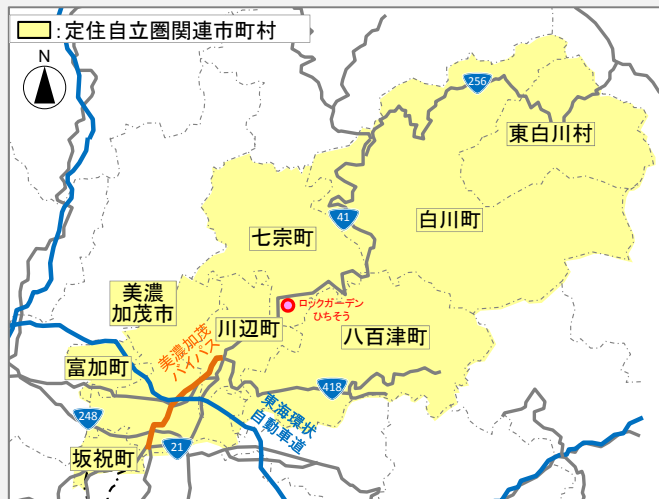 :定住自立圏関連市町村
N
256
東白川村
白川町
41
七宗町
美濃
加茂市
ロックガーデン
ひちそう
川辺町
八百津町
美濃加茂
バイパス
富加町
418
東海環状
自動車道
248
21
坂祝町